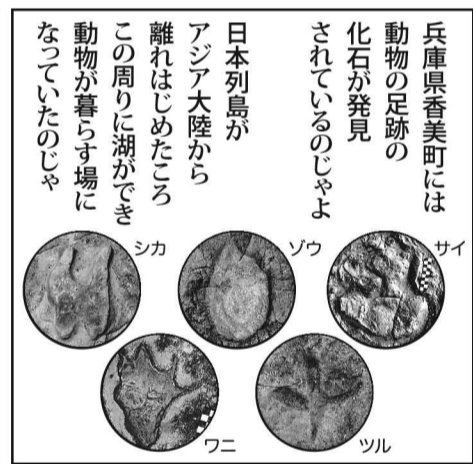 兵庫県香美町には
動物の足跡の
化石が発見
されているのじゃよ
日本列島が
アジア大陸から
離れはじめたころ
この周りに湖ができ
動物が暮らす場に
なっていたのじゃ
サイ
ゾウ
シカ
ツル
ワニ